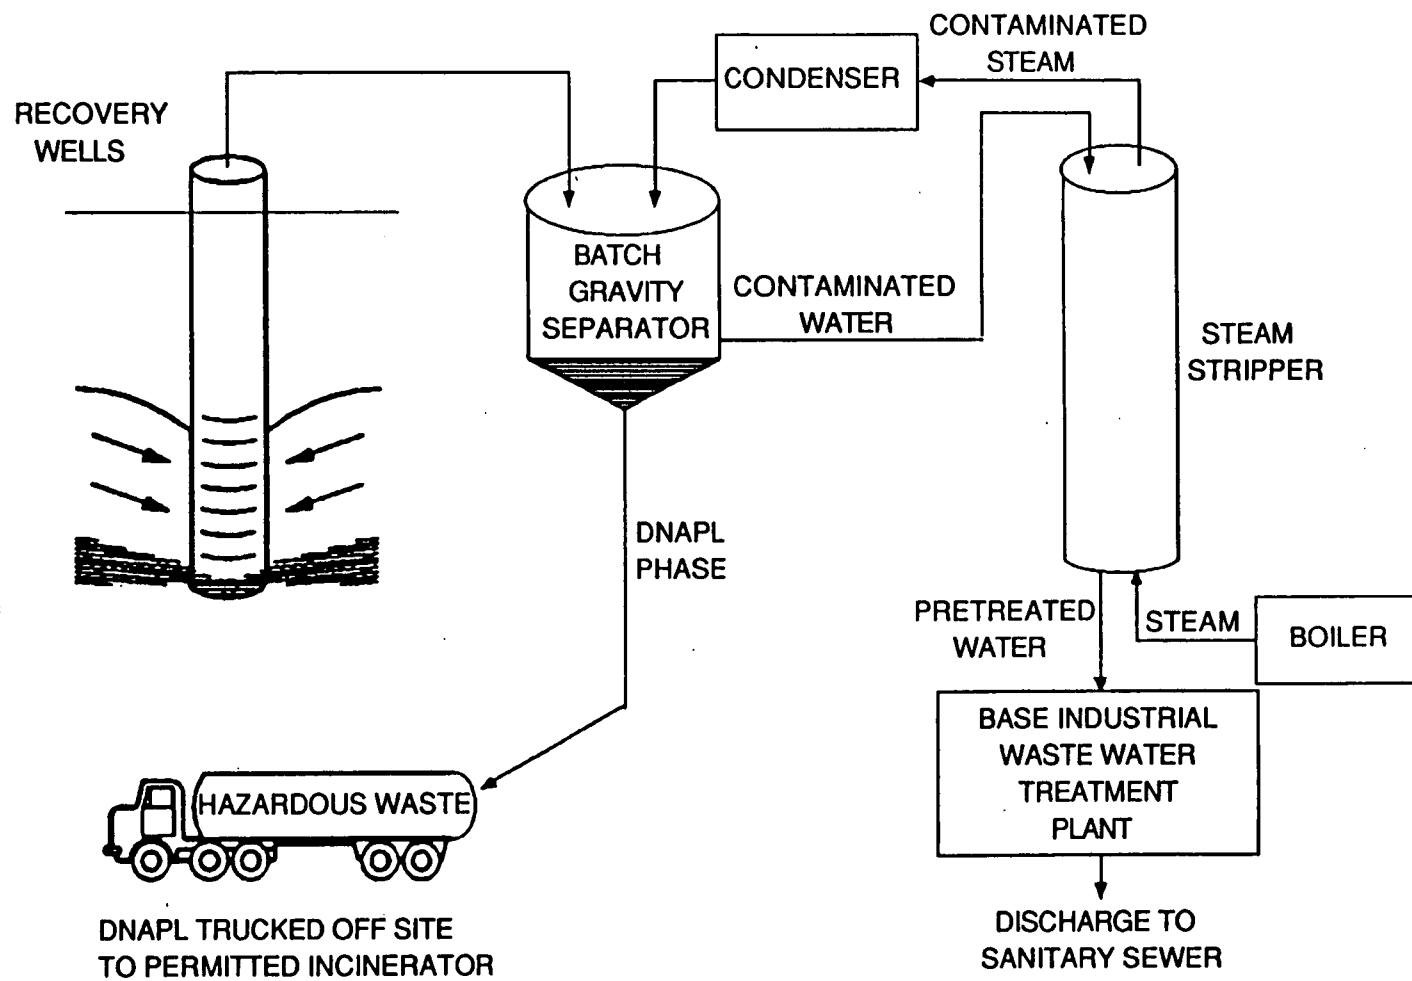 CONTAMINATED
STEAM
CONDENSER
RECOVERY
WELLS
BATCH
GRAVITY
SEPARATOR
CONTAMINATED
WATER
STEAM
STRIPPER
DNAPL
PHASE
PRETREATED
WATER
STEAM
BOILER
BASE INDUSTRIAL
WASTE WATER
TREATMENT
PLANT
HAZARDOUS WASTE
DNAPL TRUCKED OFF SITE
TO PERMITTED INCINERATOR
DISCHARGE TO
SANITARY SEWER